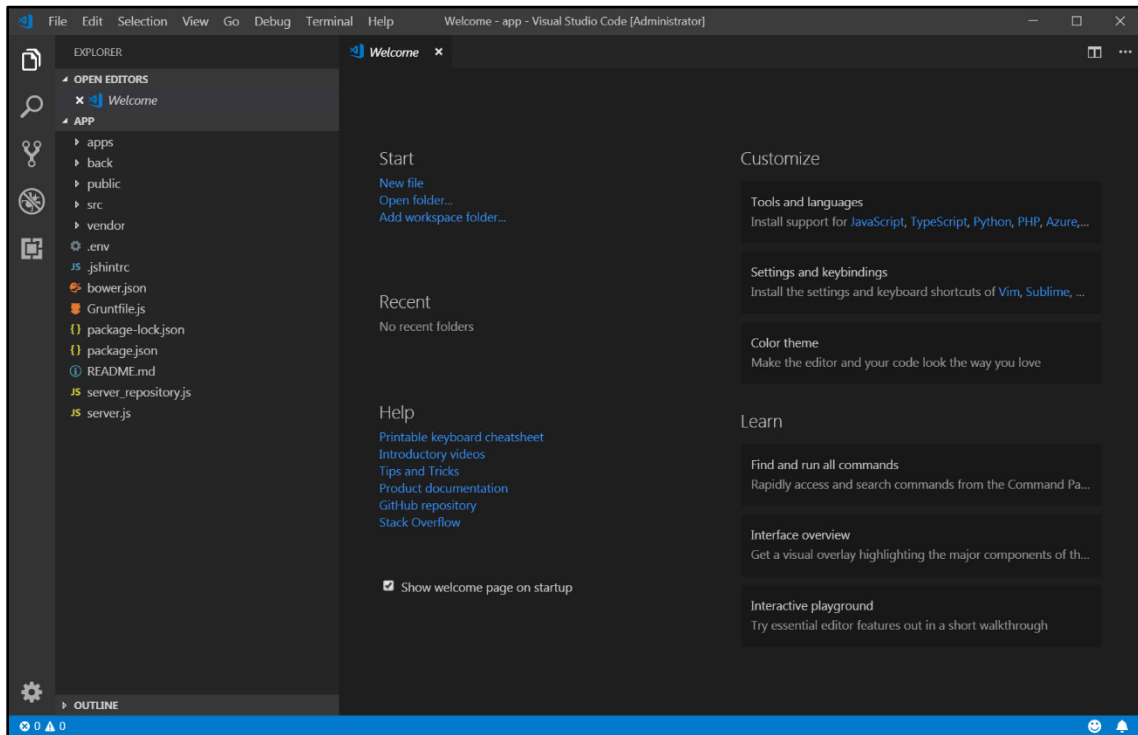 File Edit Selection View Go Debug Terminal Help Welcome - app - Visual Studio Code [Administrator]
EXPLORER
OPEN EDITORS
Welcome
APP
apps
back
public
src
vendor
.env
JS .jshintrc
bower.json
Gruntfile.js
{} package-lock.json
{} package.json
README.md
JS server_repository.js
JS server.js
OUTLINE
Welcome
Start
New file
Open folder...
Add workspace folder...
Recent
No recent folders
Help
Printable keyboard cheatsheet
Introductory videos
Tips and Tricks
Product documentation
GitHub repository
Stack Overflow
Show welcome page on startup
Customize
Tools and languages
Install support for JavaScript, TypeScript, Python, PHP, Azure,...
Settings and keybindings
Install the settings and keyboard shortcuts of Vim, Sublime, ...
Color theme
Make the editor and your code look the way you love
Learn
Find and run all commands
Rapidly access and search commands from the Command Pa...
Interface overview
Get a visual overlay highlighting the major components of th...
Interactive playground
Try essential editor features out in a short walkthrough
0 0